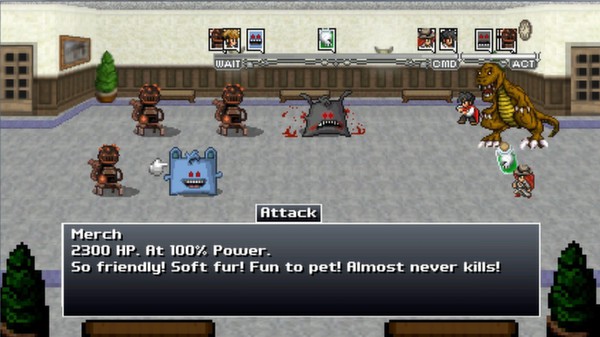 WAIT
CMD
ACT
Attack
Merch
2300 HP. At 100% Power.
So friendly! Soft fur! Fun to pet! Almost never kills!